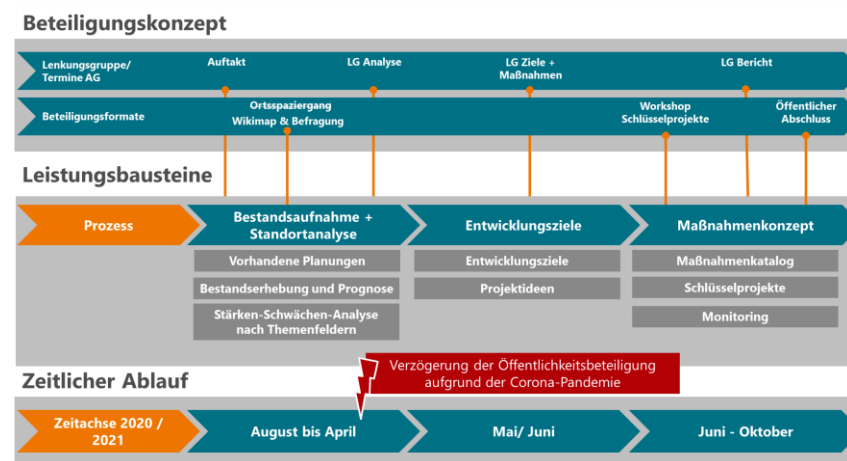 Beteiligungskonzept
Lenkungsgruppe/
Termine AG
Auftakt
LG Analyse
LG Ziele +
Maßnahmen
LG Bericht
Beteiligungsformate
Ortsspaziergang
Wikimap & Befragung
Workshop
Schlüsselprojekte
Öffentlicher
Abschluss
Leistungsbausteine
Prozess
Bestandsaufnahme +
Standortanalyse
Entwicklungsziele
Maßnahmenkonzept
Vorhandene Planungen
Entwicklungsziele
Maßnahmenkatalog
Bestandserhebung und Prognose
Projektideen
Schlüsselprojekte
Stärken-Schwächen-Analyse
nach Themenfeldern
Monitoring
Verzögerung der Öffentlichkeitsbeteiligung
aufgrund der Corona-Pandemie
Zeitlicher Ablauf
Zeitachse 2020 /
2021
August bis April
Mai/ Juni
Juni - Oktober